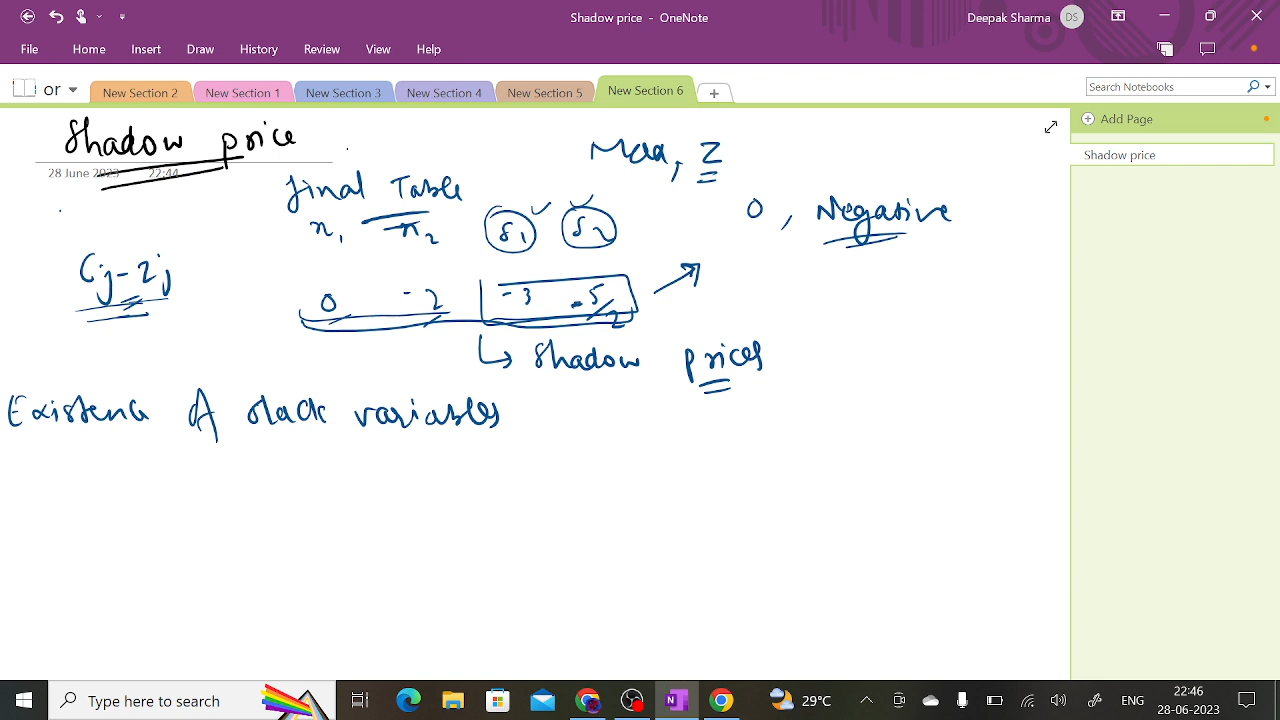 Shadow price - OneNote
Deepak Sharma DS
File Home Insert Draw History Review View Help
or New Section 2 New Section 1 New Section 3 New Section 4 New Section 5 New Section 6
Search Notebooks
Add Page
Shadow price
Shadow price
28 June 2023 22:44
Max, Z
final Table
x1 x2 s1 s2
0, Negative
Cj-Zj
0 -2 -3 -5/2
Shadow prices
Existence of slack variables
Type here to search
29°C
ENG
22:46
28-06-2023